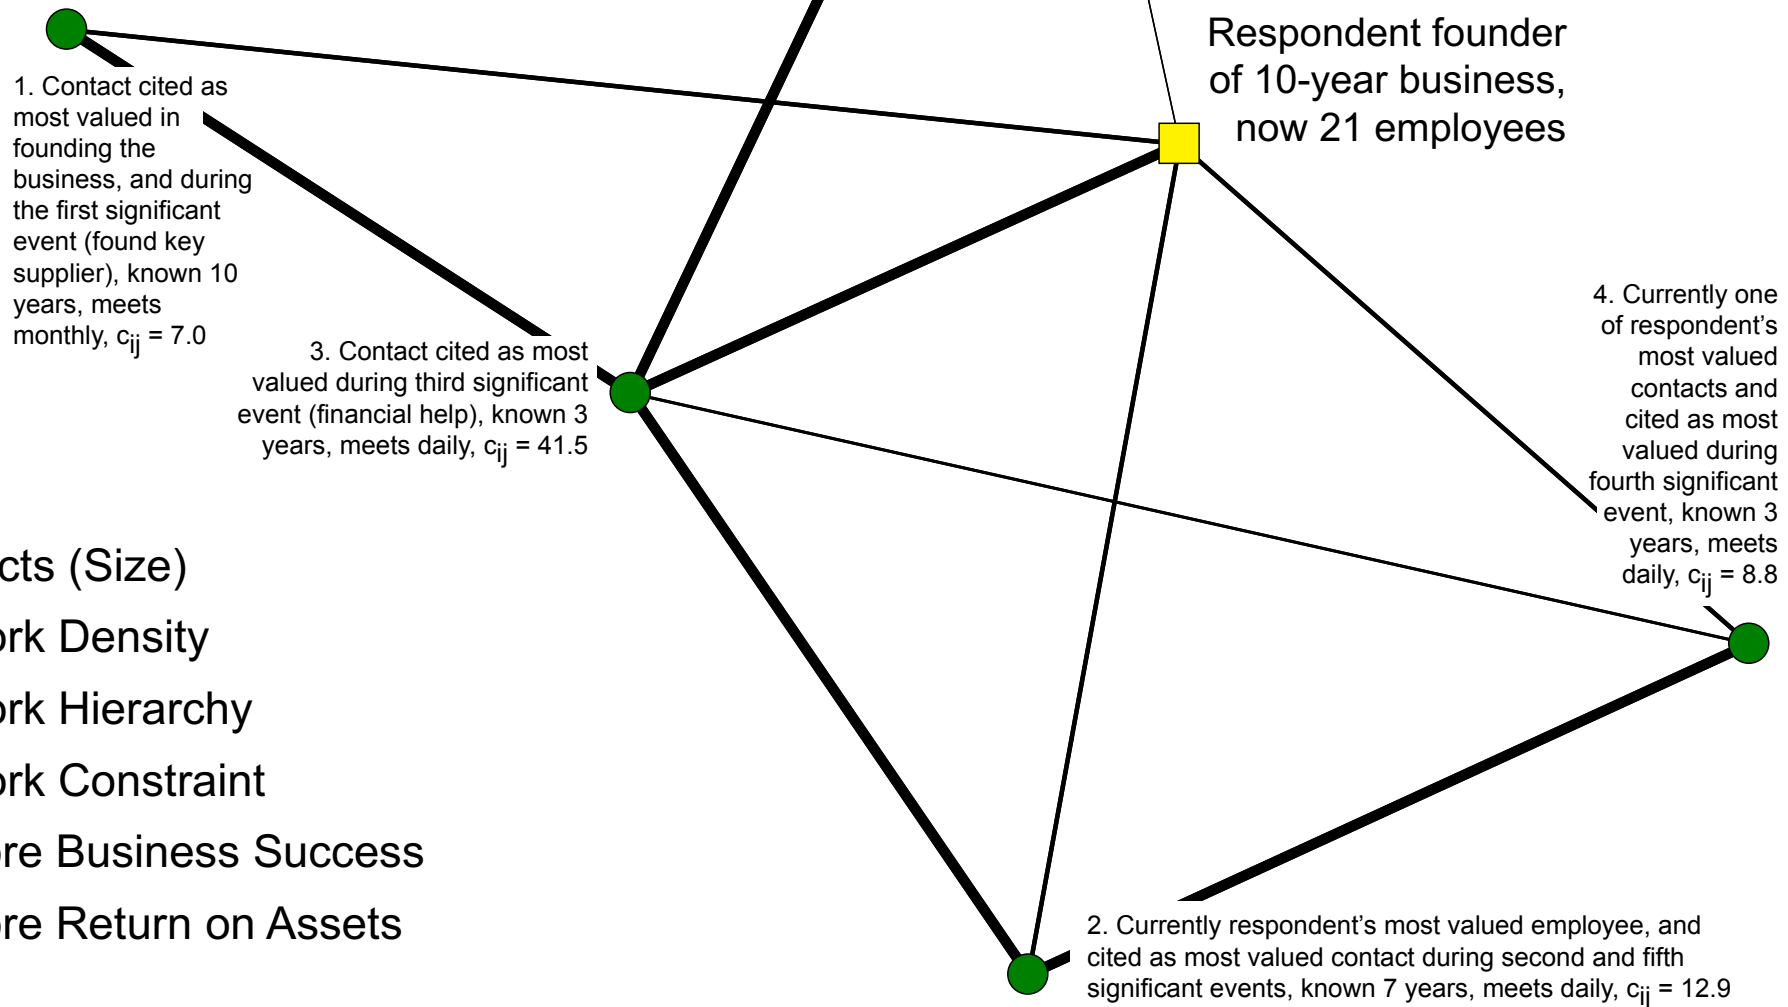 Respondent founder
of 10-year business,
now 21 employees
1. Contact cited as
most valued in
founding the
business, and during
the first significant
event (found key
supplier), known 10
years, meets
monthly, cij = 7.0
3. Contact cited as most
valued during third significant
event (financial help), known 3
years, meets daily, cij = 41.5
4. Currently one
of respondent’s
most valued
contacts and
cited as most
valued during
fourth significant
event, known 3
years, meets
daily, cij = 8.8
cts (Size)
ork Density
ork Hierarchy
ork Constraint
ore Business Success
ore Return on Assets
2. Currently respondent’s most valued employee, and
cited as most valued contact during second and fifth
significant events, known 7 years, meets daily, cij = 12.9